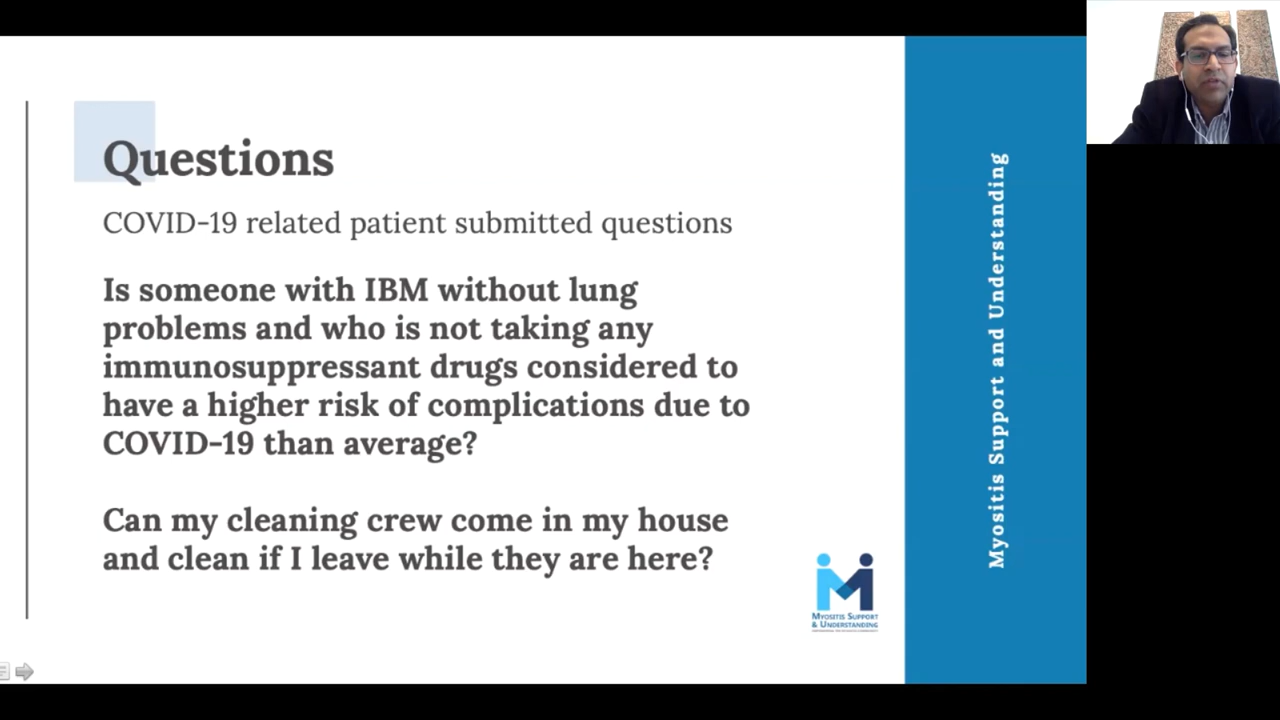 Questions
COVID-19 related patient submitted questions
Is someone with IBM without lung
problems and who is not taking any
immunosuppressant drugs considered to
have a higher risk of complications due to
COVID-19 than average?
Can my cleaning crew come in my house
and clean if I leave while they are here?
Myositis Support
& Understanding
Myositis Support and Understanding